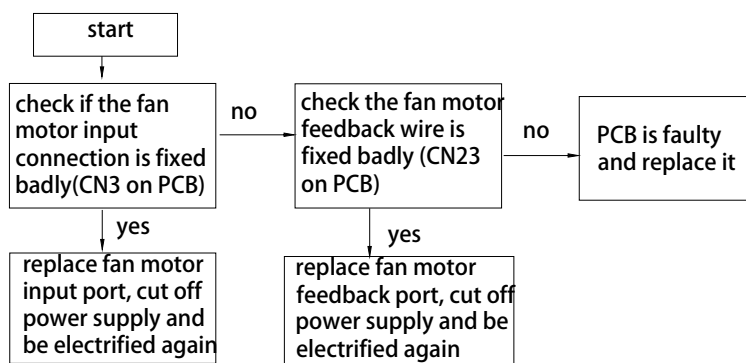 start
check if the fan
motor input
connection is fixed
badly(CN3 on PCB)
no
check the fan motor
feedback wire is
fixed badly (CN23
on PCB)
no
PCB is faulty
and replace it
yes
replace fan motor
input port, cut off
power supply and
be electrified again
yes
replace fan motor
feedback port, cut off
power supply and be
electrified again